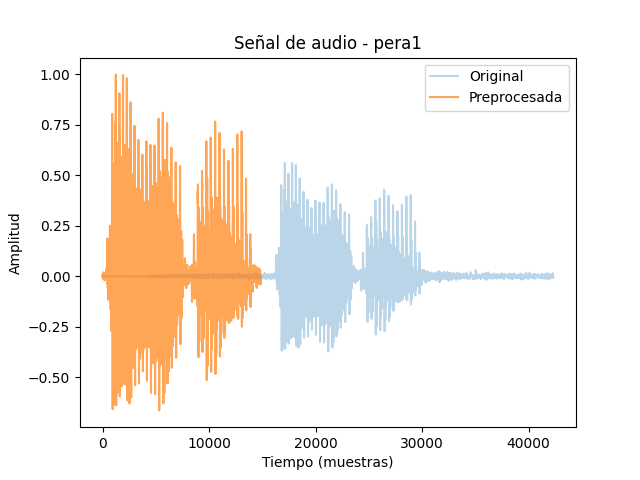 Señal de audio - pera1
Original
Preprocesada
Amplitud
1.00
0.75
0.50
0.25
0.00
−0.25
−0.50
0
10000
20000
30000
40000
Tiempo (muestras)